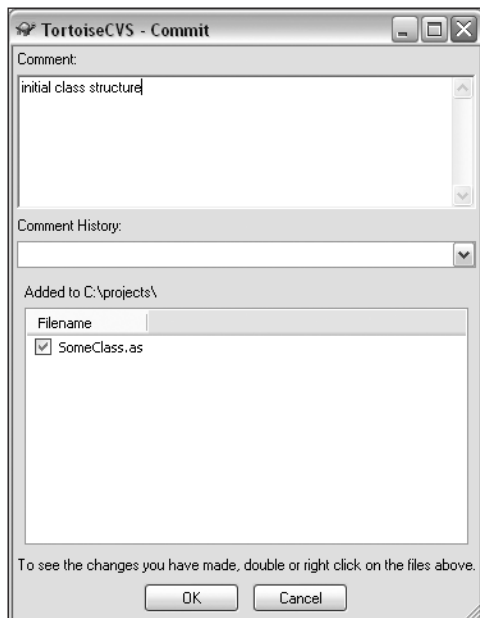 TortoiseCVS - Commit
Comment:
initial class structure
Comment History:
Added to C:\projects\
Filename
SomeClass.as
To see the changes you have made, double or right click on the files above.
OK Cancel